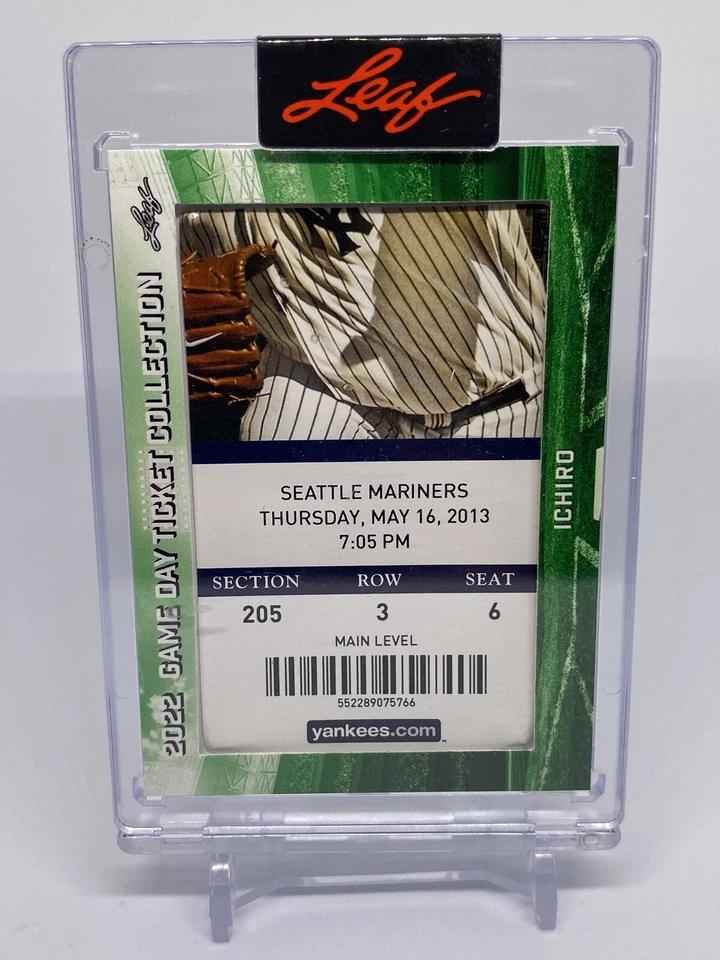 Leaf
Leaf
2022 GAME DAY TICKET COLLECTION
NY
SEATTLE MARINERS
THURSDAY, MAY 16, 2013
7:05 PM
SECTION ROW SEAT
205 3 6
MAIN LEVEL
552289075766
yankees.com
ICHIRO